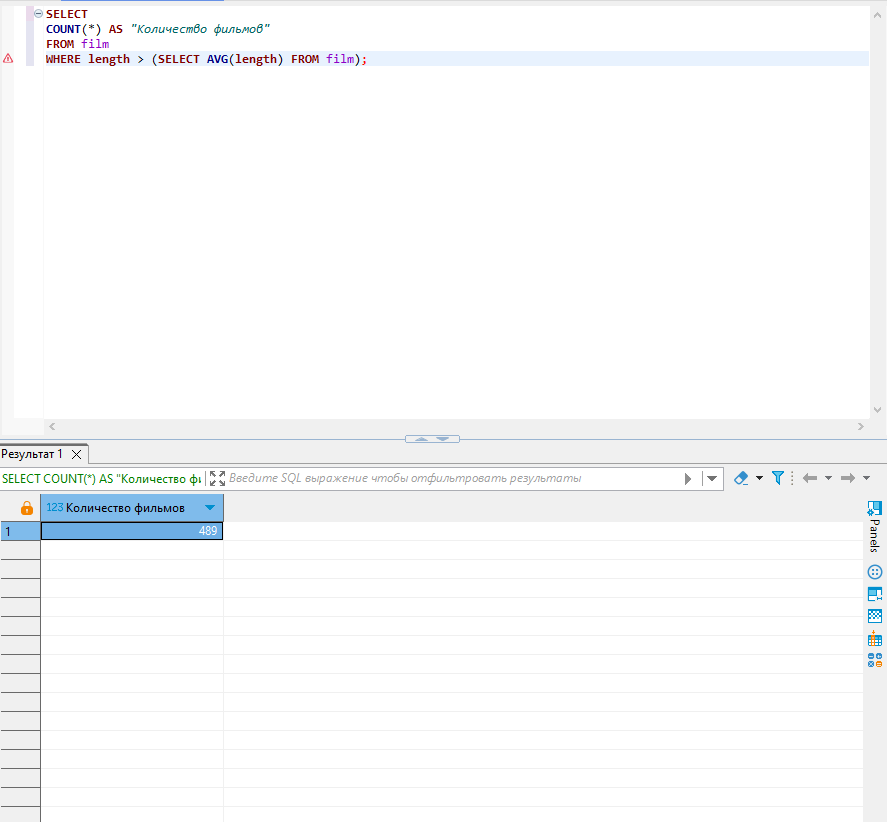 SELECT
COUNT(*) AS "Количество фильмов"
FROM film
WHERE length > (SELECT AVG(length) FROM film);
Результат 1
SELECT COUNT(*) AS "Количество фи
Введите SQL выражение чтобы отфильтровать результаты
123 Количество фильмов
1 489
Panels